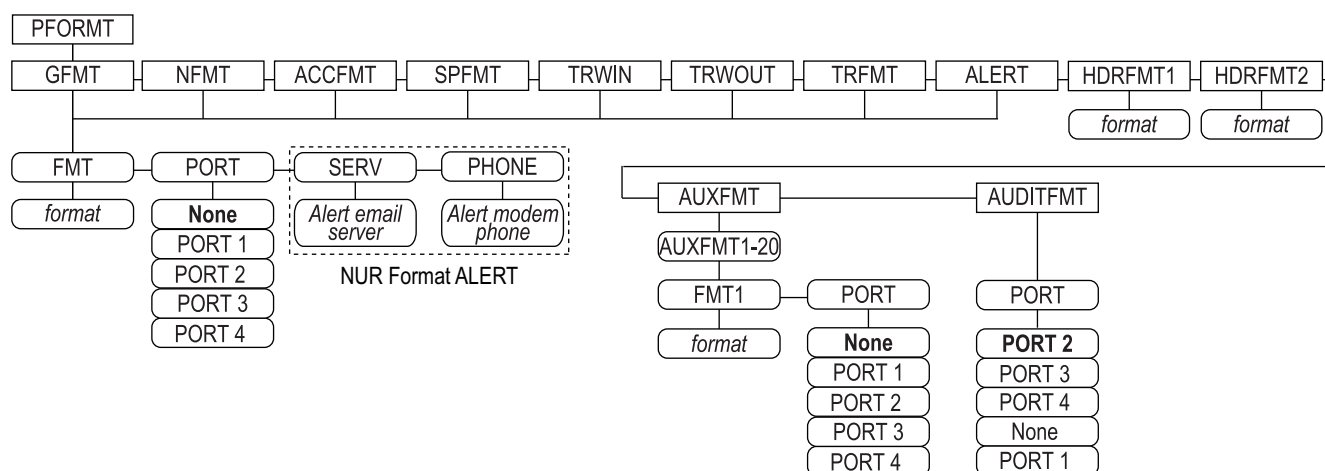 PFORMT
GFMT
NFMT
ACCFMT
SPFMT
TRWIN
TRWOUT
TRFMT
ALERT
HDRFMT1
HDRFMT2
format
format
FMT
PORT
SERV
PHONE
format
None
PORT 1
PORT 2
PORT 3
PORT 4
Alert email
server
Alert modem
phone
NUR Format ALERT
AUXFMT
AUDITFMT
AUXFMT1-20
FMT1
PORT
PORT
format
None
PORT 1
PORT 2
PORT 3
PORT 4
PORT 2
PORT 3
PORT 4
None
PORT 1